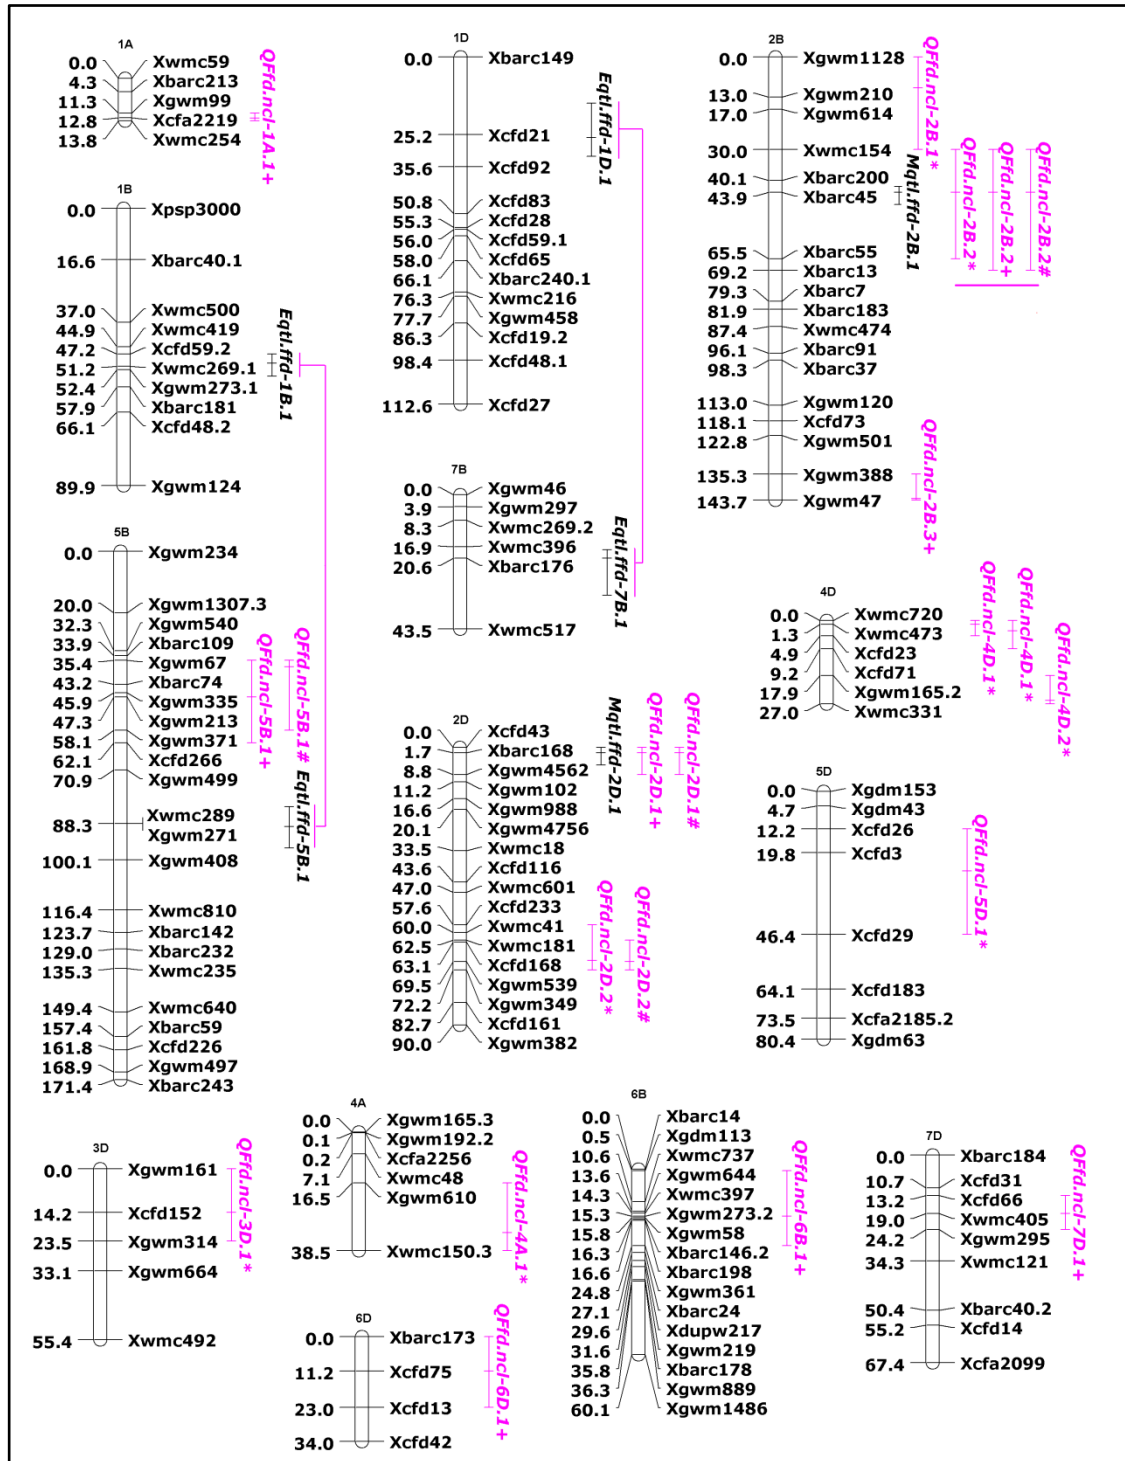 1A
0.0 Xwmc59
4.3 Xbarc213
11.3 Xgwm99
12.8 Xcfa2219
13.8 Xwmc254
QFfd.ncl-1A.1+
1B
0.0 Xpsp3000
16.6 Xbarc40.1
37.0 Xwmc500
44.9 Xwmc419
47.2 Xcfd59.2
51.2 Xwmc269.1
52.4 Xgwm273.1
57.9 Xbarc181
66.1 Xcfd48.2
89.9 Xgwm124
Eqtl.ffd-1B.1
5B
0.0 Xgwm234
20.0 Xgwm1307.3
32.3 Xgwm540
33.9 Xbarc109
35.4 Xgwm67
43.2 Xbarc74
45.9 Xgwm335
47.3 Xgwm213
58.1 Xgwm371
62.1 Xcfd266
70.9 Xgwm499
88.3 Xwmc289
Xgwm271
100.1 Xgwm408
116.4 Xwmc810
123.7 Xbarc142
129.0 Xbarc232
135.3 Xwmc235
149.4 Xwmc640
157.4 Xbarc59
161.8 Xcfd226
168.9 Xgwm497
171.4 Xbarc243
QFfd.ncl-5B.1+
QFfd.ncl-5B.1#
Eqtl.ffd-5B.1
1D
0.0 Xbarc149
25.2 Xcfd21
35.6 Xcfd92
50.8 Xcfd83
55.3 Xcfd28
56.0 Xcfd59.1
58.0 Xcfd65
66.1 Xbarc240.1
76.3 Xwmc216
77.7 Xgwm458
86.3 Xcfd19.2
98.4 Xcfd48.1
112.6 Xcfd27
Eqtl.ffd-1D.1
7B
0.0 Xgwm46
3.9 Xgwm297
8.3 Xwmc269.2
16.9 Xwmc396
20.6 Xbarc176
43.5 Xwmc517
Eqtl.ffd-7B.1
2D
0.0 Xcfd43
1.7 Xbarc168
8.8 Xgwm4562
11.2 Xgwm102
16.6 Xgwm988
20.1 Xgwm4756
33.5 Xwmc18
43.6 Xcfd116
47.0 Xwmc601
57.6 Xcfd233
60.0 Xwmc41
62.5 Xwmc181
63.1 Xcfd168
69.5 Xgwm539
72.2 Xgwm349
82.7 Xcfd161
90.0 Xgwm382
Mqtl.ffd-2D.1
QFfd.ncl-2D.1+
QFfd.ncl-2D.1#
QFfd.ncl-2D.2*
QFfd.ncl-2D.2#
2B
0.0 Xgwm1128
13.0 Xgwm210
17.0 Xgwm614
30.0 Xwmc154
40.1 Xbarc200
43.9 Xbarc45
65.5 Xbarc55
69.2 Xbarc13
79.3 Xbarc7
81.9 Xbarc183
87.4 Xwmc474
96.1 Xbarc91
98.3 Xbarc37
113.0 Xgwm120
118.1 Xcfd73
122.8 Xgwm501
135.3 Xgwm388
143.7 Xgwm47
QFfd.ncl-2B.1*
Mqtl.ffd-2B.1
QFfd.ncl-2B.2*
QFfd.ncl-2B.2+
QFfd.ncl-2B.2#
QFfd.ncl-2B.3+
4D
0.0 Xwmc720
1.3 Xwmc473
4.9 Xcfd23
9.2 Xcfd71
17.9 Xgwm165.2
27.0 Xwmc331
QFfd.ncl-4D.1*
QFfd.ncl-4D.1*
QFfd.ncl-4D.2*
5D
0.0 Xgdm153
4.7 Xgdm43
12.2 Xcfd26
19.8 Xcfd3
46.4 Xcfd29
64.1 Xcfd183
73.5 Xcfa2185.2
80.4 Xgdm63
QFfd.ncl-5D.1*
3D
0.0 Xgwm161
14.2 Xcfd152
23.5 Xgwm314
33.1 Xgwm664
55.4 Xwmc492
QFfd.ncl-3D.1*
4A
0.0 Xgwm165.3
0.1 Xgwm192.2
0.2 Xcfa2256
7.1 Xwmc48
16.5 Xgwm610
38.5 Xwmc150.3
QFfd.ncl-4A.1*
6D
0.0 Xbarc173
11.2 Xcfd75
23.0 Xcfd13
34.0 Xcfd42
QFfd.ncl-6D.1+
6B
0.0 Xbarc14
0.5 Xgdm113
10.6 Xwmc737
13.6 Xgwm644
14.3 Xwmc397
15.3 Xgwm273.2
15.8 Xgwm58
16.3 Xbarc146.2
16.6 Xbarc198
24.8 Xgwm361
27.1 Xbarc24
29.6 Xdupw217
31.6 Xgwm219
35.8 Xbarc178
36.3 Xgwm889
60.1 Xgwm1486
QFfd.ncl-6B.1+
7D
0.0 Xbarc184
10.7 Xcfd31
13.2 Xcfd66
19.0 Xwmc405
24.2 Xgwm295
34.3 Xwmc121
50.4 Xbarc40.2
55.2 Xcfd14
67.4 Xcfa2099
QFfd.ncl-7D.1+